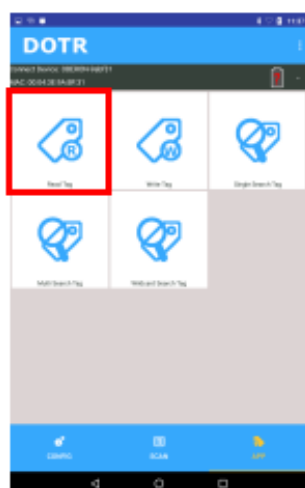 DOTR
Read Tag
Write Tag
Single Search Tag
Multi Search Tag
Wildcard Search Tag
CONFIG
SCAN
APP